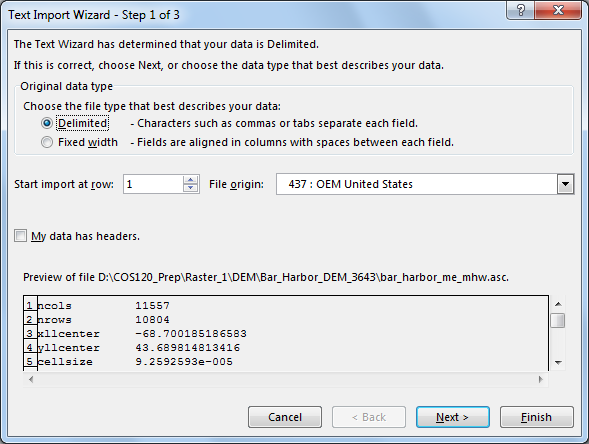 Text Import Wizard - Step 1 of 3
The Text Wizard has determined that your data is Delimited.
If this is correct, choose Next, or choose the data type that best describes your data.
Original data type
Choose the file type that best describes your data:
Delimited - Characters such as commas or tabs separate each field.
Fixed width - Fields are aligned in columns with spaces between each field.
Start import at row: 1 File origin: 437 : OEM United States
My data has headers.
Preview of file D:\COS120_Prep\Raster_1\DEM\Bar_Harbor_DEM_3643\bar_harbor_me_mhw.asc.
1 ncols 11557
2 nrows 10804
3 xllcenter -68.700185186583
4 yllcenter 43.689814813416
5 cellsize 9.2592593e-005
Cancel < Back Next > Finish